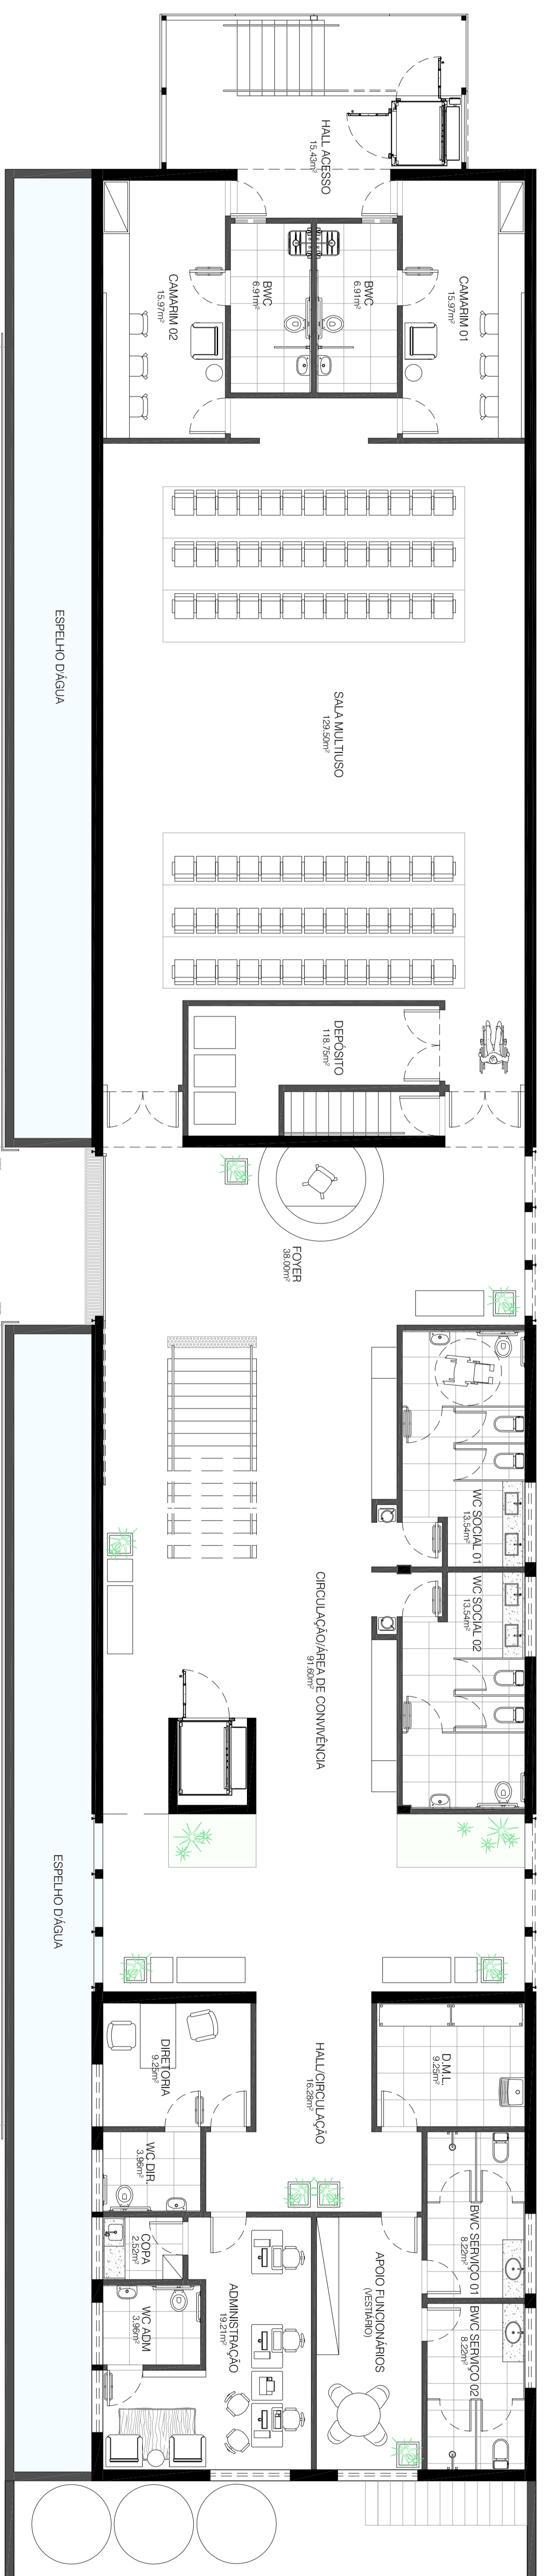 HALL ACESSO
15.43m²
CAMARIM 02
15.97m²
BWC
6.91m²
BWC
6.91m²
CAMARIM 01
15.97m²
ESPELHO D'ÁGUA
SALA MULTIUSO
129.50m²
DEPÓSITO
118.75m²
FOYER
38.00m²
WC SOCIAL 01
13.54m²
WC SOCIAL 02
13.54m²
CIRCULAÇÃO/ÁREA DE CONVIVÊNCIA
91.60m²
ESPELHO D'ÁGUA
DIRETORIA
9.25m²
HALL/CIRCULAÇÃO
16.28m²
D.M.L.
9.25m²
WC DIR.
3.96m²
COPA
2.52m²
WC ADM
3.96m²
ADMINISTRAÇÃO
19.21m²
APOIO FUNCIONÁRIOS
(VESTIÁRIO)
BWC SERVIÇO 01
8.22m²
BWC SERVIÇO 02
8.22m²